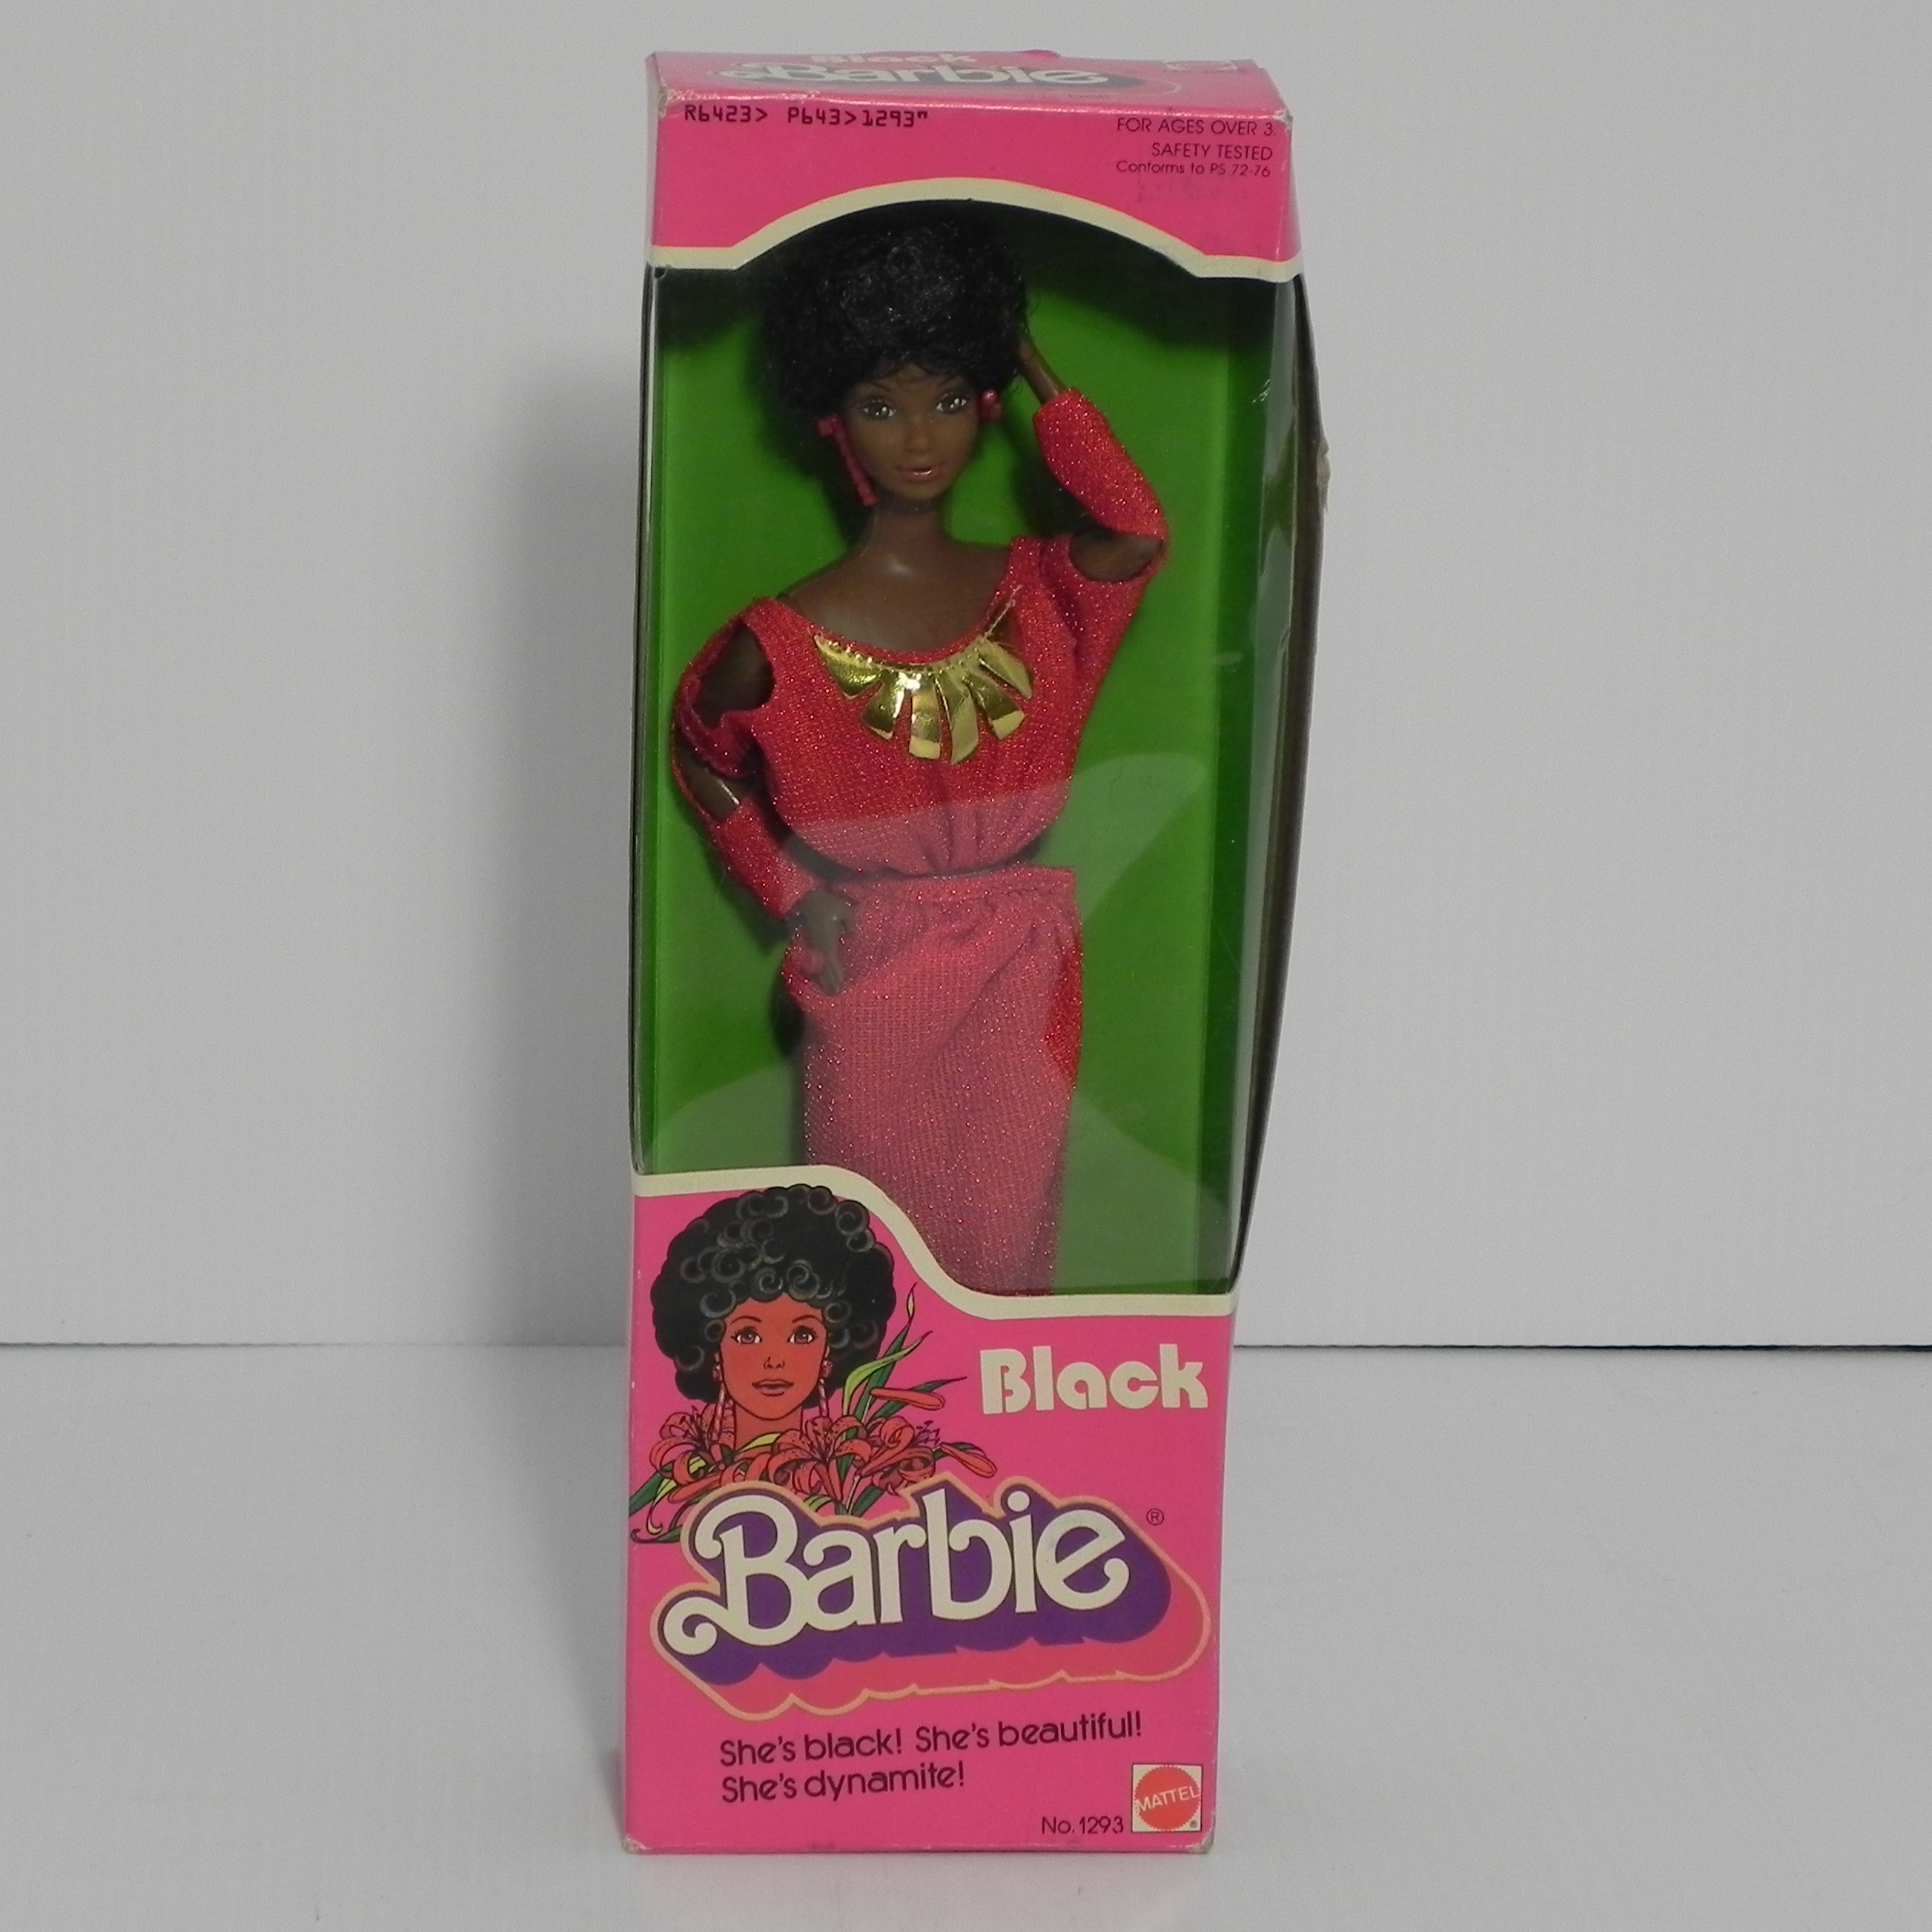 Black
Barbie
R6423> P643>1293"
FOR AGES OVER 3
SAFETY TESTED
Conforms to PS 72-76
Black
Barbie®
She's black! She's beautiful!
She's dynamite!
No. 1293
MATTEL®